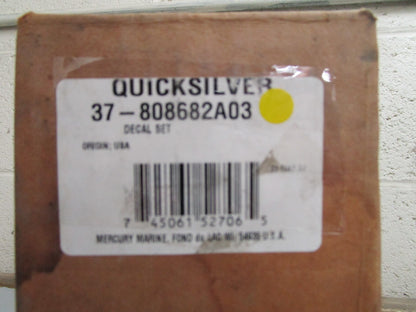 QUICKSILVER
37-808682A03
DECAL SET
ORIGIN: USA
7 45061 52706 5
MERCURY MARINE, FOND du LAC WI 54935 U.S.A.